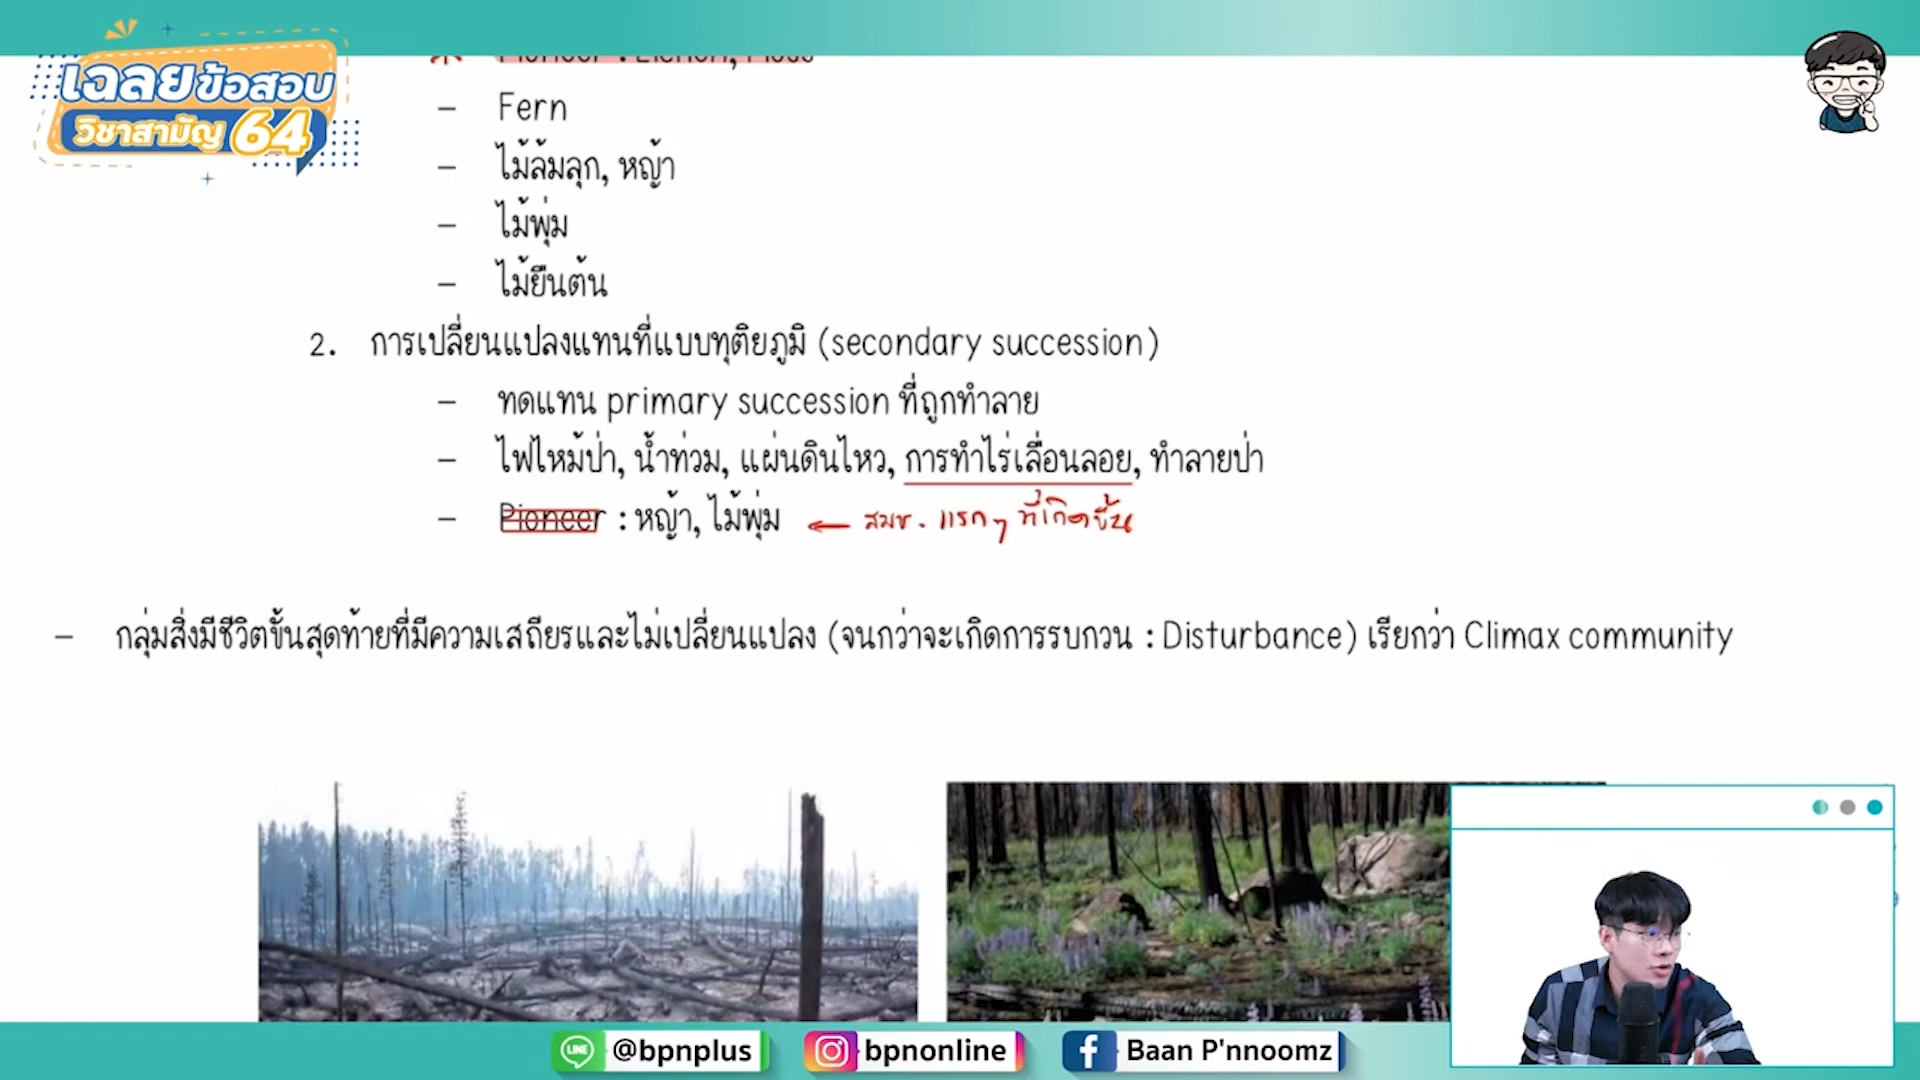 เฉลยข้อสอบ
วิชาสามัญ 64
Pioneer : Lichen, Moss
– Fern
– ไม้ล้มลุก, หญ้า
– ไม้พุ่ม
– ไม้ยืนต้น
2. การเปลี่ยนแปลงแทนที่แบบทุติยภูมิ (secondary succession)
– ทดแทน primary succession ที่ถูกทำลาย
– ไฟไหม้ป่า, น้ำท่วม, แผ่นดินไหว, การทำไร่เลื่อนลอย, ทำลายป่า
– Pioneer : หญ้า, ไม้พุ่ม ← สมช. แรกๆ ที่เกิดขึ้น
– กลุ่มสิ่งมีชีวิตขั้นสุดท้ายที่มีความเสถียรและไม่เปลี่ยนแปลง (จนกว่าจะเกิดการรบกวน : Disturbance) เรียกว่า Climax community
LINE @bpnplus bpnonline Baan P'nnoomz